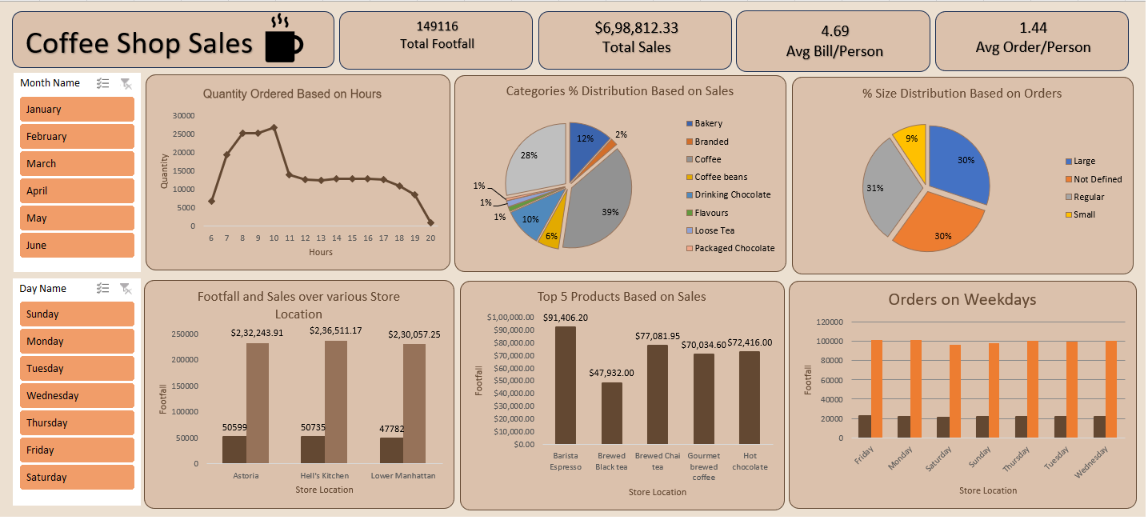 Coffee Shop Sales
149116
Total Footfall
$6,98,812.33
Total Sales
4.69
Avg Bill/Person
1.44
Avg Order/Person
Month Name
January
February
March
April
May
June
Quantity Ordered Based on Hours
30000
25000
20000
15000
10000
5000
0
Quantity
6 7 8 9 10 11 12 13 14 15 16 17 18 19 20
Hours
Categories % Distribution Based on Sales
12%
2%
39%
6%
10%
1%
1%
1%
28%
Bakery
Branded
Coffee
Coffee beans
Drinking Chocolate
Flavours
Loose Tea
Packaged Chocolate
% Size Distribution Based on Orders
30%
30%
31%
9%
Large
Not Defined
Regular
Small
Day Name
Sunday
Monday
Tuesday
Wednesday
Thursday
Friday
Saturday
Footfall and Sales over various Store
Location
250000
200000
150000
100000
50000
0
Footfall
50599
$2,32,243.91
50735
$2,36,511.17
47782
$2,30,057.25
Astoria
Hell's Kitchen
Lower Manhattan
Store Location
Top 5 Products Based on Sales
$1,00,000.00
$90,000.00
$80,000.00
$70,000.00
$60,000.00
$50,000.00
$40,000.00
$30,000.00
$20,000.00
$10,000.00
$0.00
Footfall
$91,406.20
$47,932.00
$77,081.95
$70,034.60
$72,416.00
Barista
Espresso
Brewed
Black tea
Brewed Chai
tea
Gourmet
brewed
coffee
Hot
chocolate
Store Location
Orders on Weekdays
120000
100000
80000
60000
40000
20000
0
Footfall
Friday
Monday
Saturday
Sunday
Thursday
Tuesday
Wednesday
Store Location